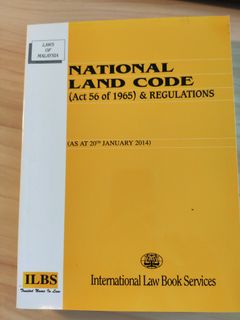 LAWS
OF
MALAYSIA
NATIONAL
LAND CODE
(Act 56 of 1965) & REGULATIONS
(AS AT 20TH JANUARY 2014)
ILBS
Trusted Name In Law
International Law Book Services